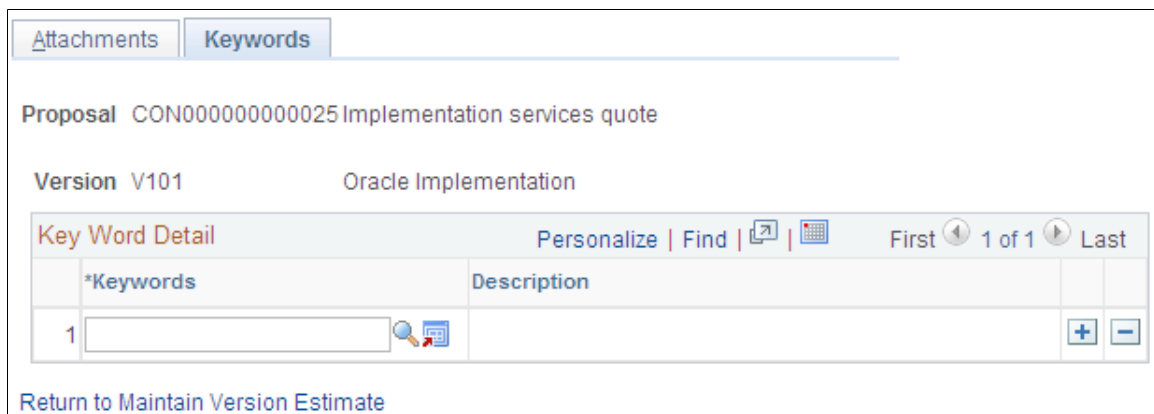 Attachments Keywords
Proposal CON000000000025 Implementation services quote
Version V101 Oracle Implementation
Key Word Detail Personalize | Find | | First 1 of 1 Last
*Keywords Description
1
Return to Maintain Version Estimate